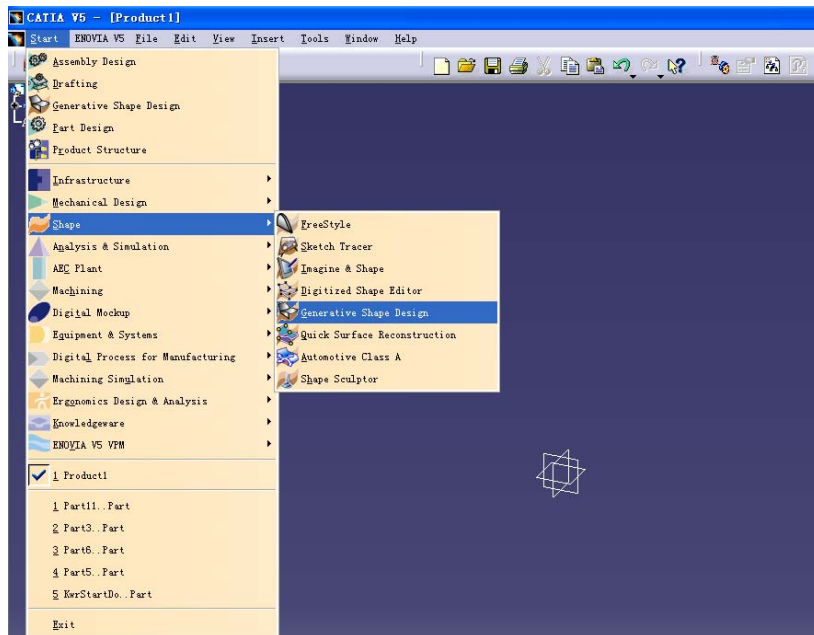 CATIA V5 - [Product1]
Start ENOVIA V5 File Edit View Insert Tools Window Help
Assembly Design
Drafting
Generative Shape Design
Part Design
Product Structure
Infrastructure
Mechanical Design
Shape
Analysis & Simulation
AEC Plant
Machining
Digital Mockup
Equipment & Systems
Digital Process for Manufacturing
Machining Simulation
Ergonomics Design & Analysis
Knowledgeware
ENOVIA V5 VPM
1 Product1
1 Part11..Part
2 Part3..Part
3 Part6..Part
4 Part5..Part
5 KwrStartDo..Part
Exit
FreeStyle
Sketch Tracer
Imagine & Shape
Digitized Shape Editor
Generative Shape Design
Quick Surface Reconstruction
Automotive Class A
Shape Sculptor